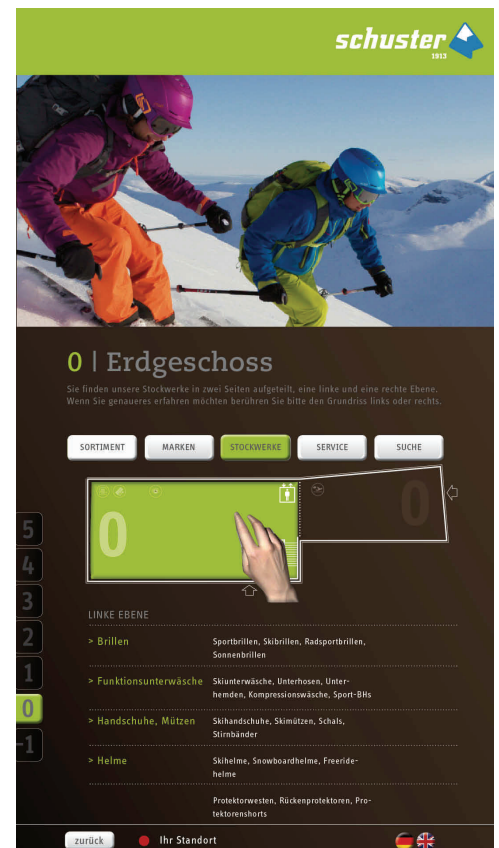 schuster
1913
0 | Erdgeschoss
Sie finden unsere Stockwerke in zwei Seiten aufgeteilt, eine linke und eine rechte Ebene.
Wenn Sie genaueres erfahren möchten berühren Sie bitte den Grundriss links oder rechts.
SORTIMENT MARKEN STOCKWERKE SERVICE SUCHE
0 0
5
4
3
2
1
0
-1
LINKE EBENE
> Brillen Sportbrillen, Skibrillen, Radsportbrillen,
Sonnenbrillen
> Funktionsunterwäsche Skiunterwäsche, Unterhosen, Unter-
hemden, Kompressionswäsche, Sport-BHs
> Handschuhe, Mützen Skihandschuhe, Skimützen, Schals,
Stirnbänder
> Helme Skihelme, Snowboardhelme, Freeride-
helme
Protektorwesten, Rückenprotektoren, Pro-
tektorenshorts
zurück Ihr Standort